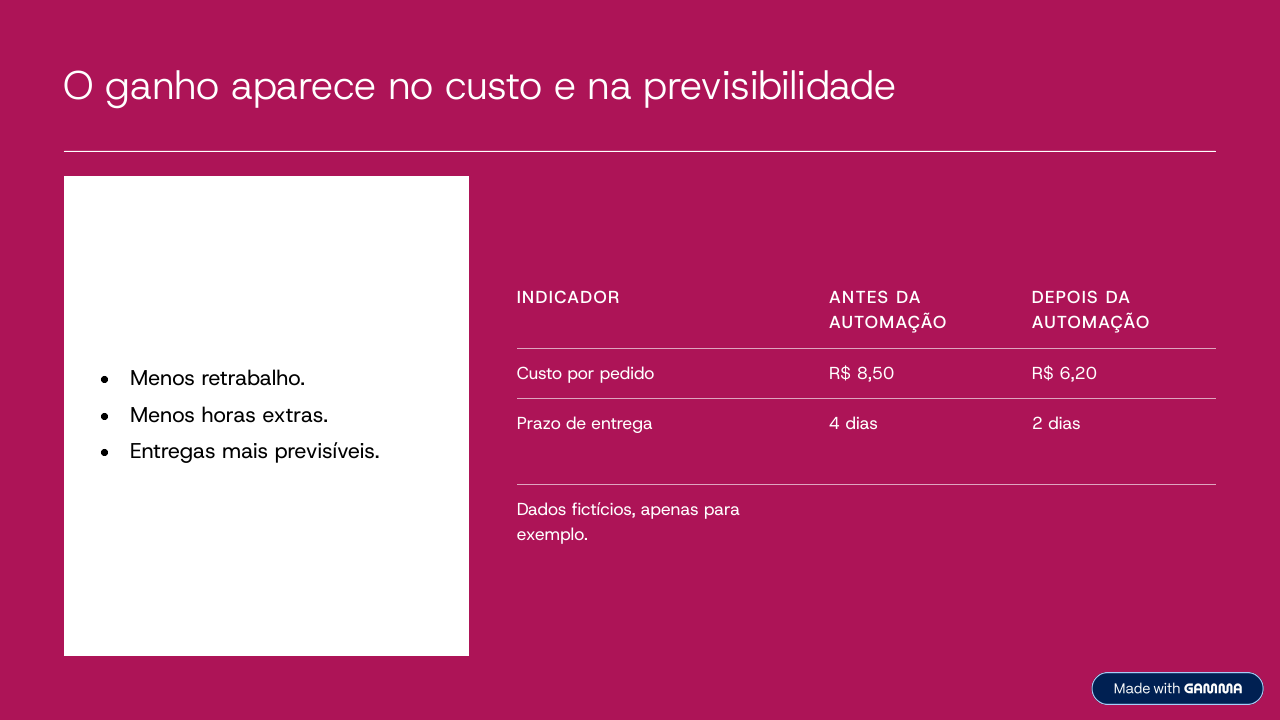 O ganho aparece no custo e na previsibilidade
• Menos retrabalho.
• Menos horas extras.
• Entregas mais previsíveis.
INDICADOR ANTES DA AUTOMAÇÃO DEPOIS DA AUTOMAÇÃO
Custo por pedido R$ 8,50 R$ 6,20
Prazo de entrega 4 dias 2 dias
Dados fictícios, apenas para
exemplo.
Made with GAMMA